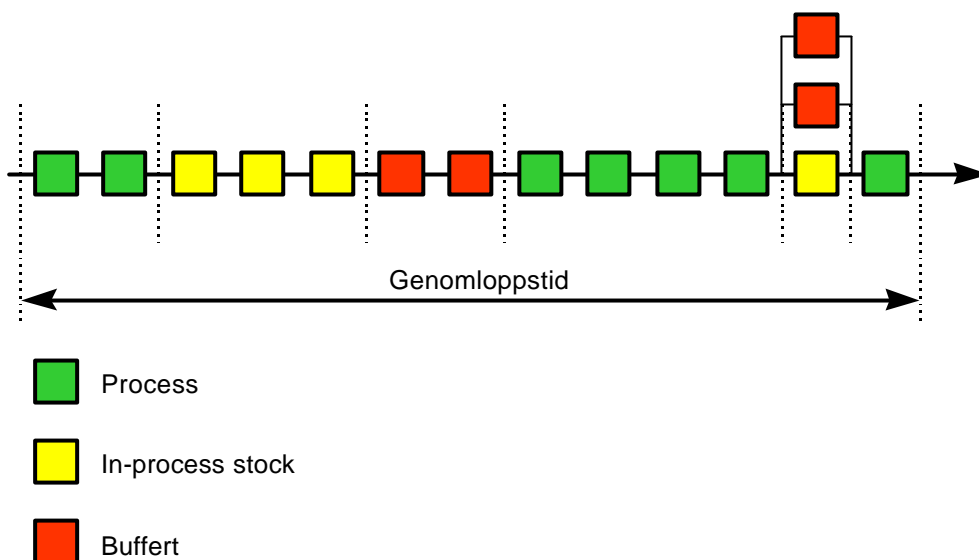 Genomloppstid
Process
In-process stock
Buffert